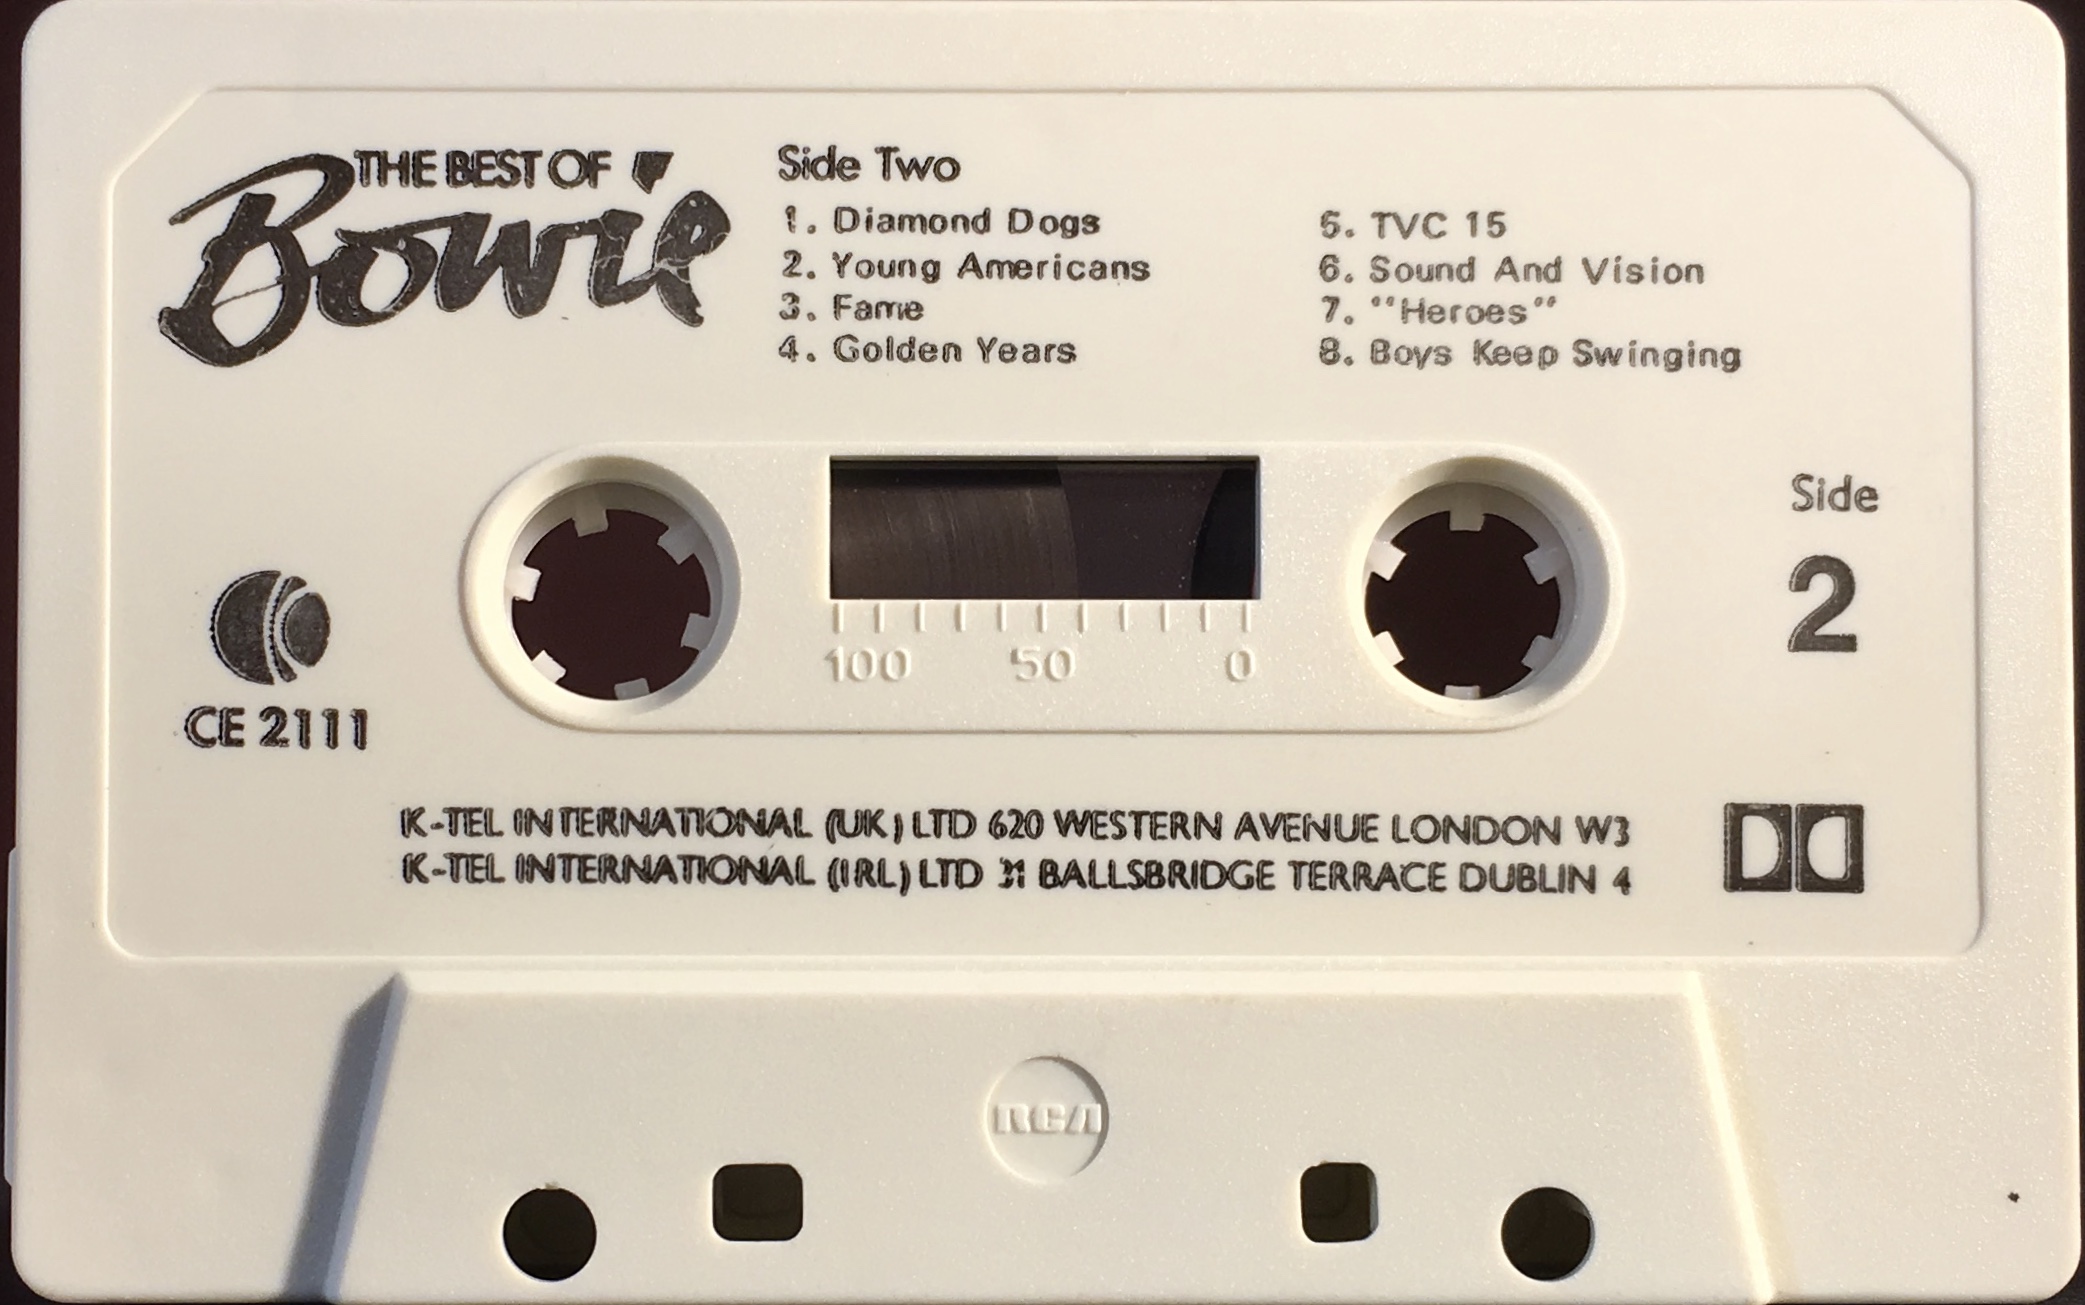 THE BEST OF
Bowie
Side Two
1. Diamond Dogs
2. Young Americans
3. Fame
4. Golden Years
5. TVC 15
6. Sound And Vision
7. "Heroes"
8. Boys Keep Swinging
Side
2
CE 2111
100 50 0
K-TEL INTERNATIONAL (UK) LTD 620 WESTERN AVENUE LONDON W3
K-TEL INTERNATIONAL (IRL) LTD 31 BALLSBRIDGE TERRACE DUBLIN 4
RCA